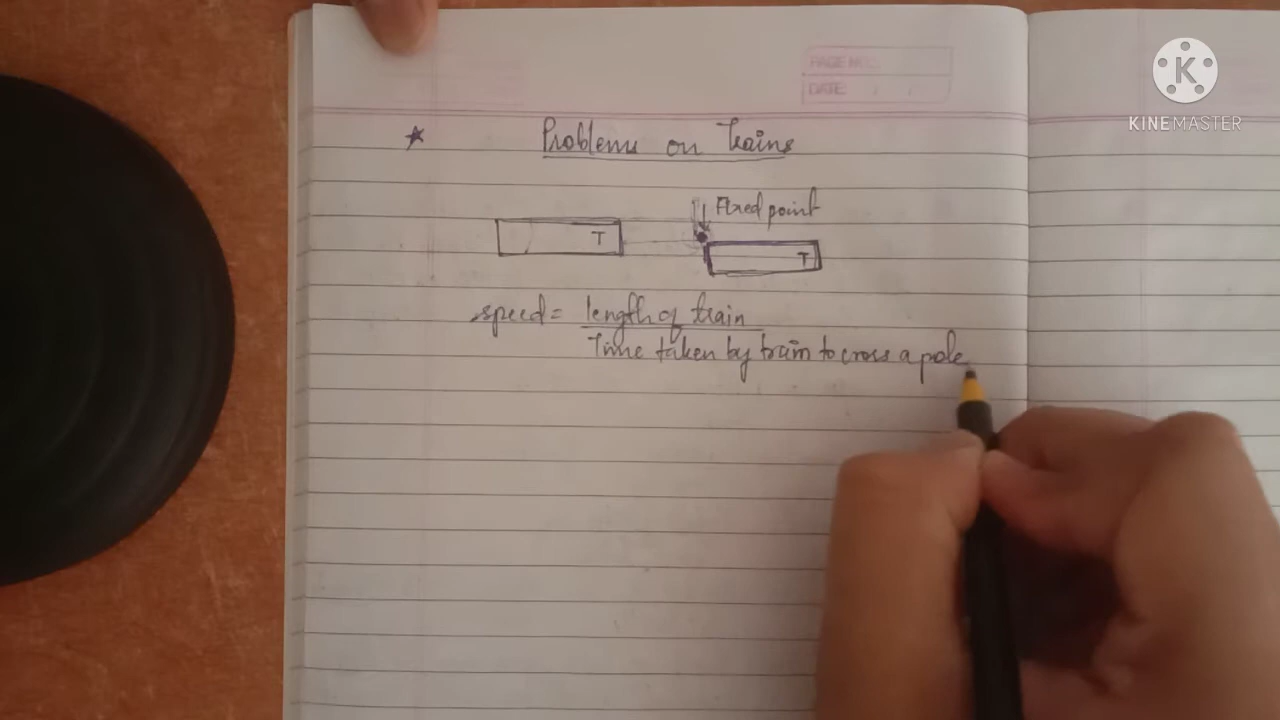 PAGE NO.:
DATE: / /
K
KINEMASTER
★ Problems on Trains
Fixed point
T
T
speed = length of train
Time taken by train to cross a pole